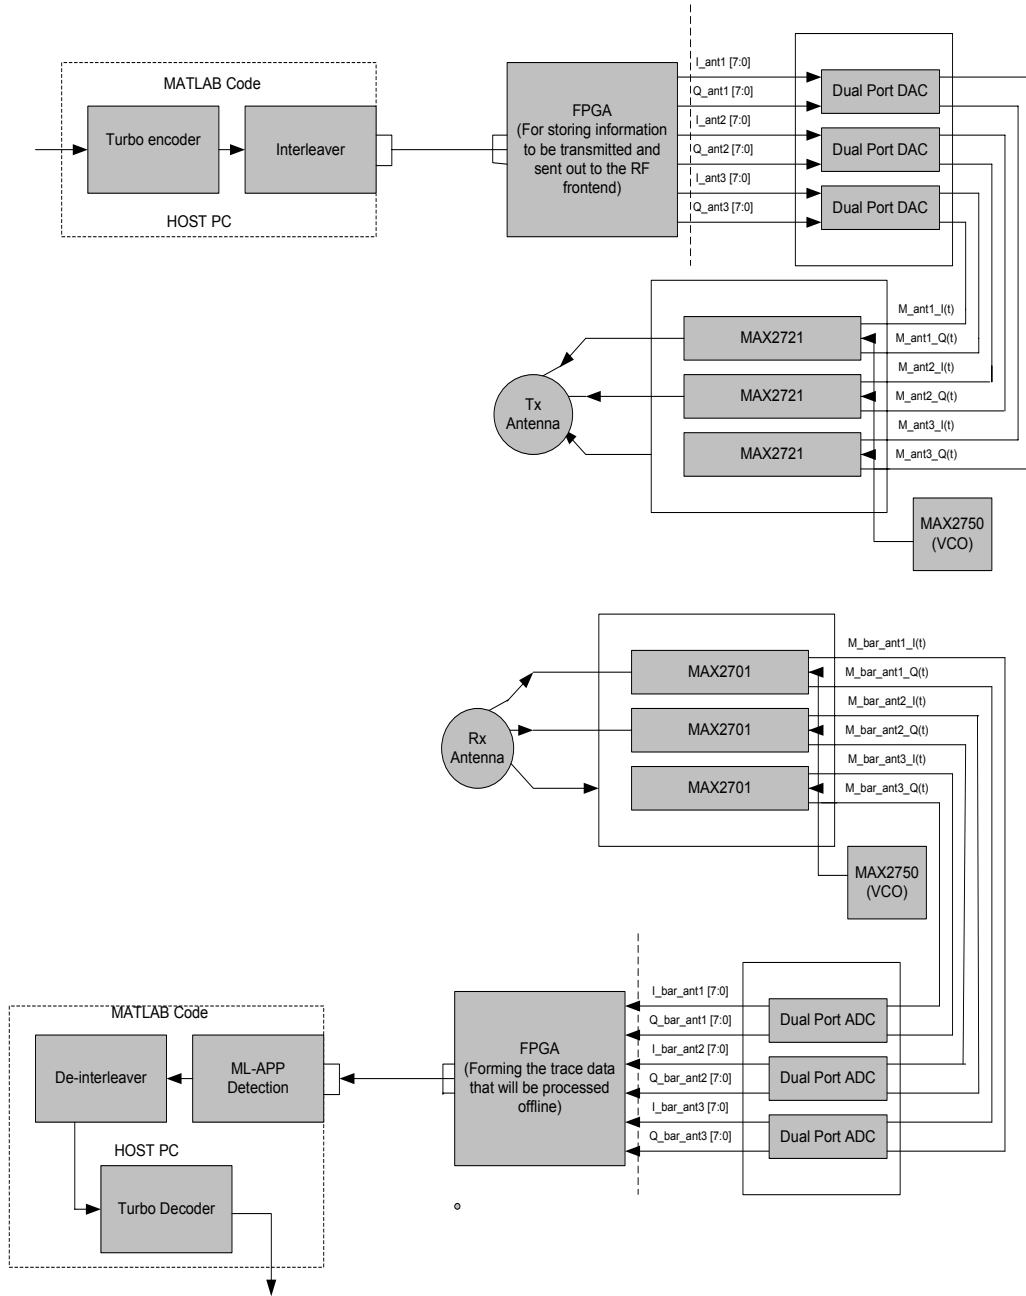 MATLAB Code
Turbo encoder
Interleaver
HOST PC
FPGA
(For storing information
to be transmitted and
sent out to the RF
frontend)
I_ant1 [7:0]
Q_ant1 [7:0]
I_ant2 [7:0]
Q_ant2 [7:0]
I_ant3 [7:0]
Q_ant3 [7:0]
Dual Port DAC
Dual Port DAC
Dual Port DAC
M_ant1_I(t)
M_ant1_Q(t)
M_ant2_I(t)
M_ant2_Q(t)
M_ant3_I(t)
M_ant3_Q(t)
MAX2721
MAX2721
MAX2721
Tx
Antenna
MAX2750
(VCO)
M_bar_ant1_I(t)
M_bar_ant1_Q(t)
M_bar_ant2_I(t)
M_bar_ant2_Q(t)
M_bar_ant3_I(t)
M_bar_ant3_Q(t)
MAX2701
MAX2701
MAX2701
Rx
Antenna
MAX2750
(VCO)
I_bar_ant1 [7:0]
Q_bar_ant1 [7:0]
I_bar_ant2 [7:0]
Q_bar_ant2 [7:0]
I_bar_ant3 [7:0]
Q_bar_ant3 [7:0]
Dual Port ADC
Dual Port ADC
Dual Port ADC
FPGA
(Forming the trace data
that will be processed
offline)
MATLAB Code
De-interleaver
ML-APP
Detection
HOST PC
Turbo Decoder